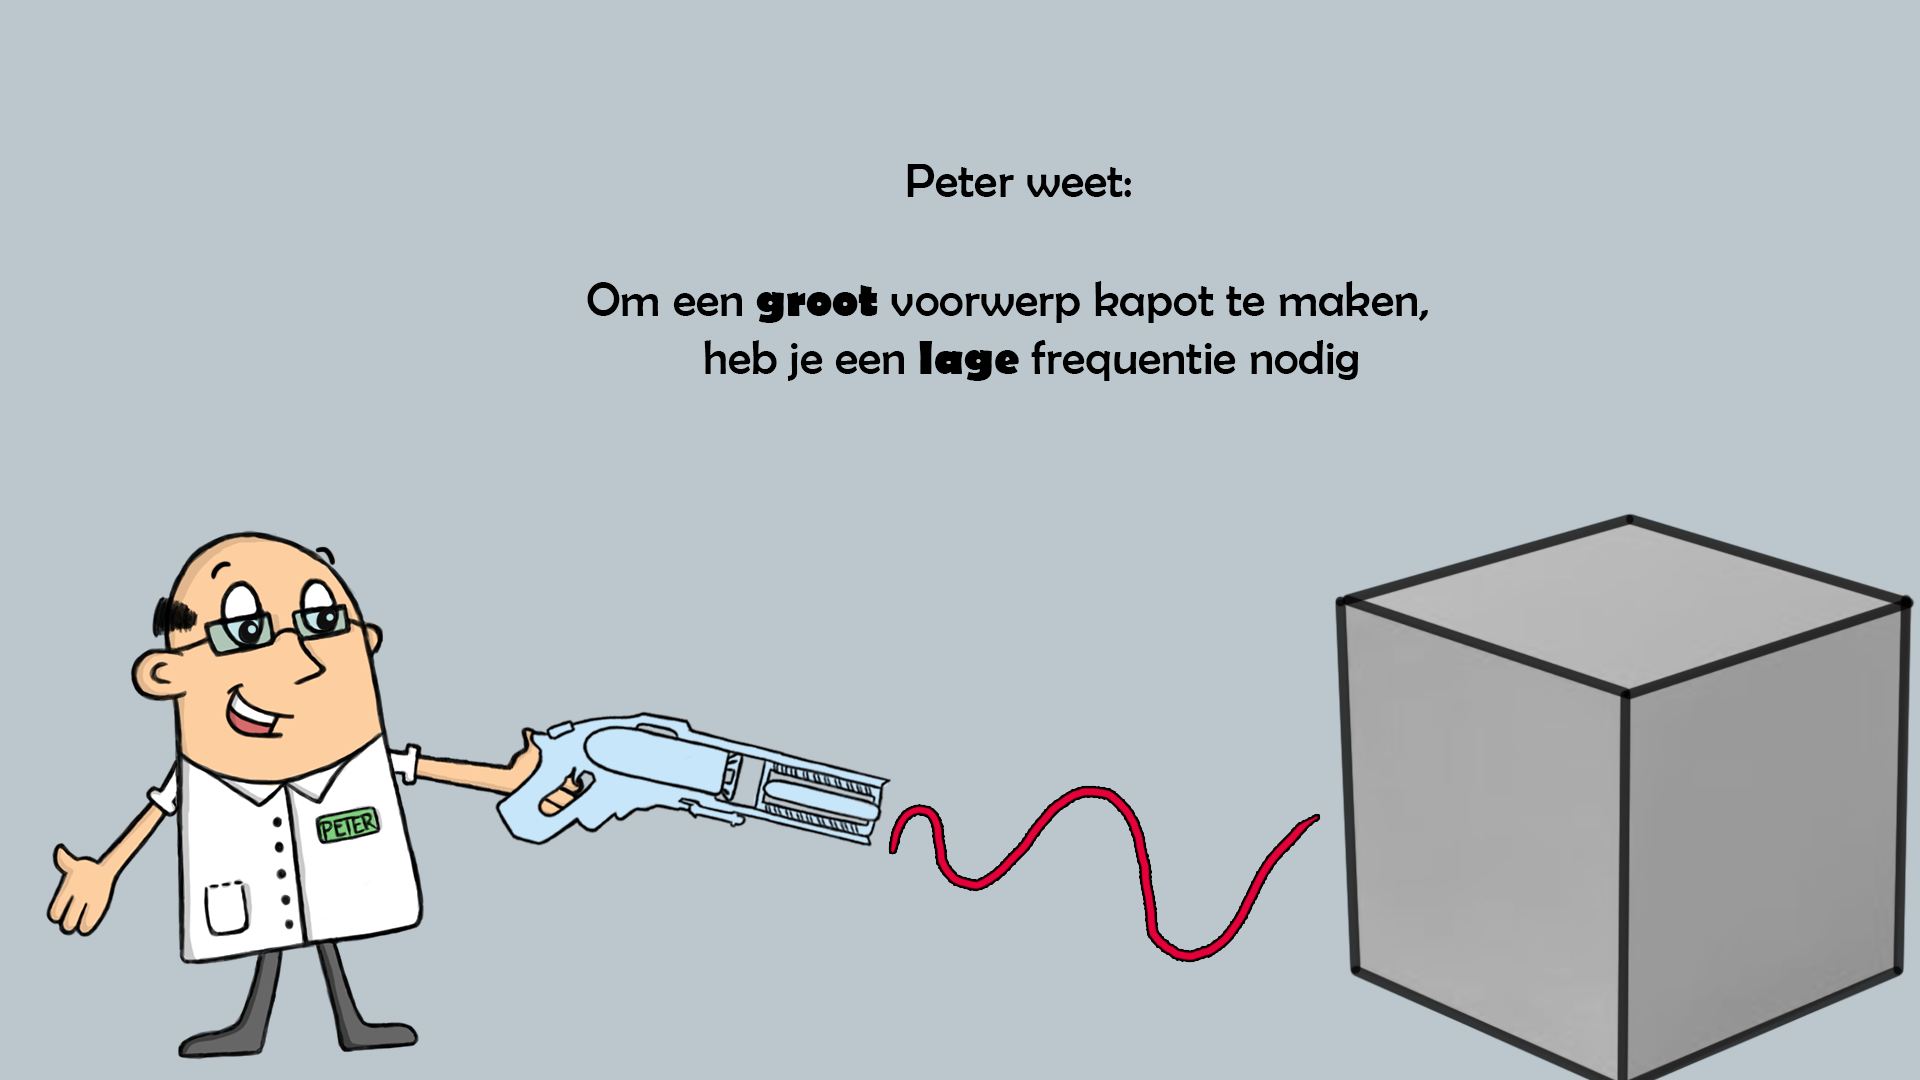 Peter weet:
Om een groot voorwerp kapot te maken,
heb je een lage frequentie nodig
PETER